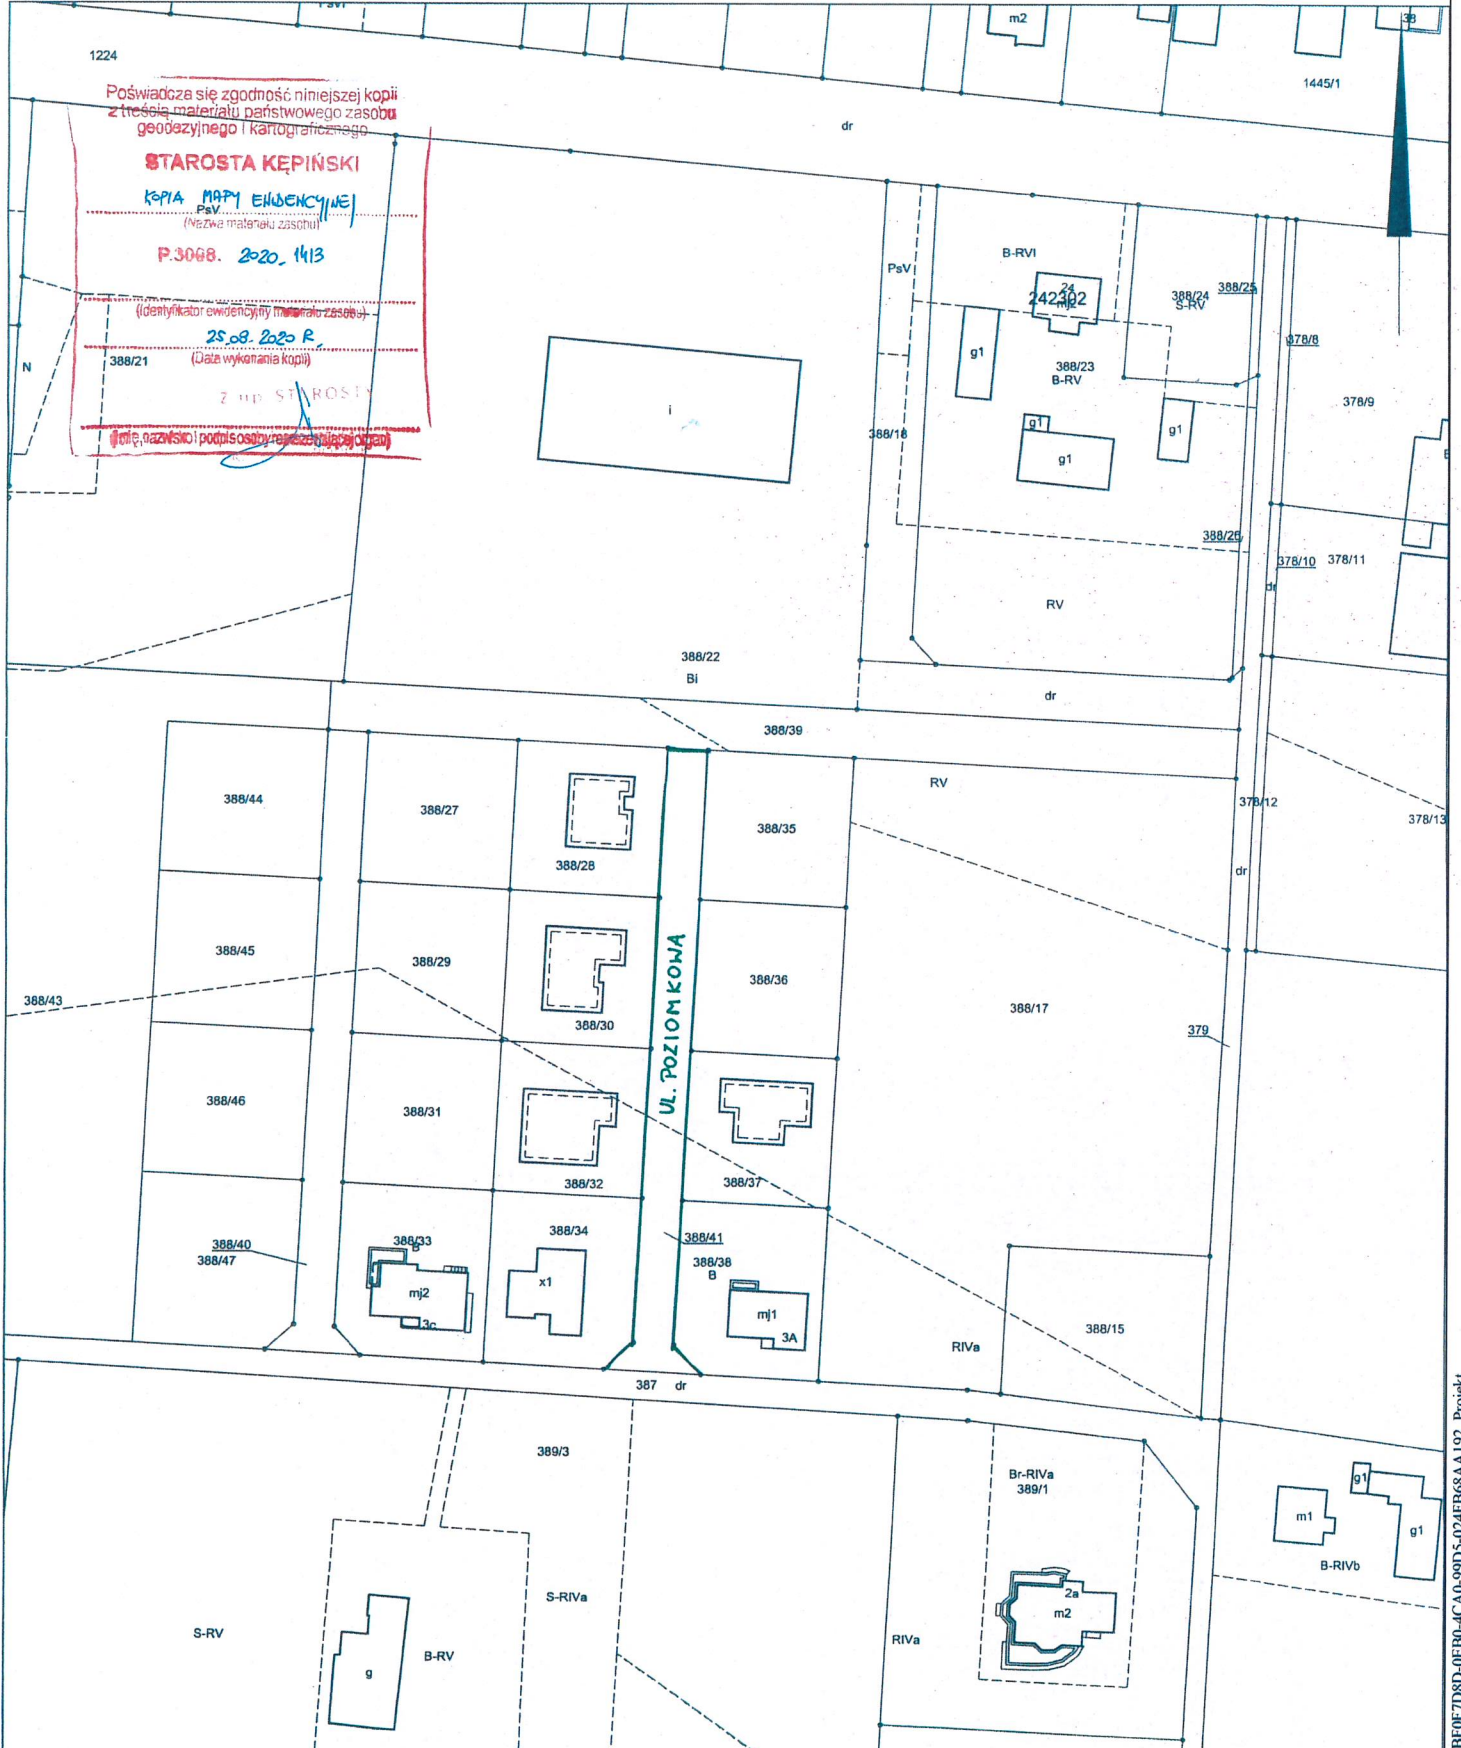 PsVI
m2
38
1224
1445/1
Poświadcza się zgodność niniejszej kopii
z treścią materiału państwowego zasobu
geodezyjnego i kartograficznego
dr
STAROSTA KĘPIŃSKI
KOPIA MAPY EWIDENCYJNEJ
PsV
(Nazwa materiału zasobu)
P.3008. 2020_1413
(Identyfikator ewidencyjny materiału zasobu)
25.08.2020 R.
(Data wykonania kopii)
z up. STAROSTY
(Imię, nazwisko i podpis osoby reprezentującej organ)
N
388/21
B-RVI
PsV
24
mj2
242302
388/24
S-RV
388/25
g1
388/23
B-RV
378/8
378/9
i
388/18
g1
g1
g1
388/26
378/10
378/11
dr
RV
388/22
Bi
dr
388/39
RV
388/44
388/27
388/28
388/35
378/12
378/13
dr
388/45
388/29
388/30
388/36
388/43
388/17
379
UL. POZIOMKOWA
388/46
388/31
388/32
388/37
388/40
388/47
388/33
B
388/34
388/41
388/38
B
mj2
3c
x1
mj1
3A
RIVa
388/15
387 dr
389/3
Br-RIVa
389/1
g1
m1
g1
B-RIVb
S-RIVa
2a
m2
S-RV
B-RV
RIVa
g